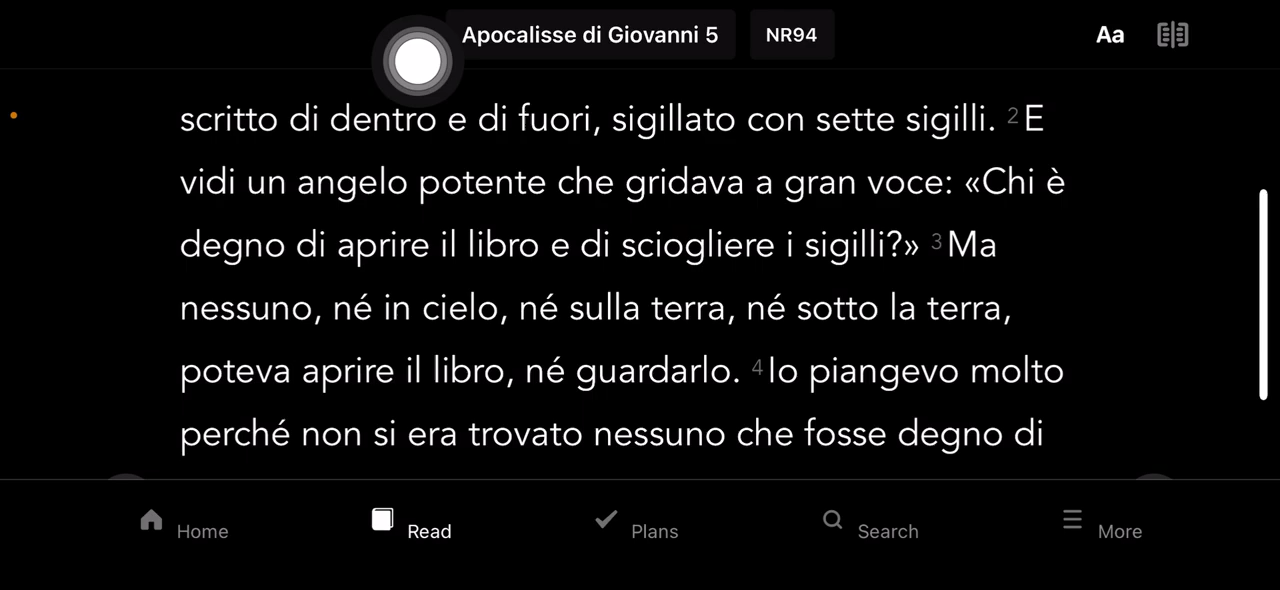 Apocalisse di Giovanni 5 NR94 Aa
scritto di dentro e di fuori, sigillato con sette sigilli. 2 E
vidi un angelo potente che gridava a gran voce: «Chi è
degno di aprire il libro e di sciogliere i sigilli?» 3 Ma
nessuno, né in cielo, né sulla terra, né sotto la terra,
poteva aprire il libro, né guardarlo. 4 Io piangevo molto
perché non si era trovato nessuno che fosse degno di
Home Read Plans Search More